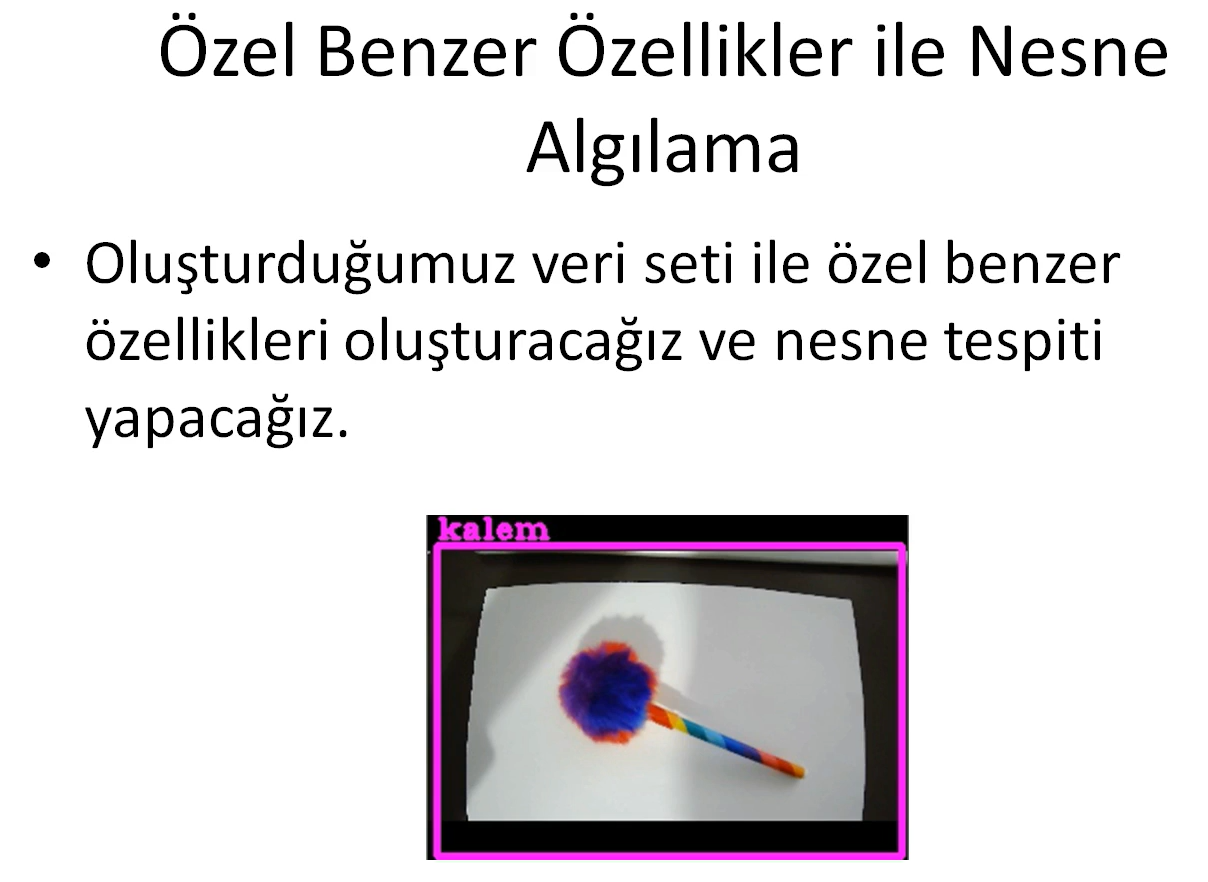 Özel Benzer Özellikler ile Nesne
Algılama
• Oluşturduğumuz veri seti ile özel benzer
özellikleri oluşturacağız ve nesne tespiti
yapacağız.
kalem